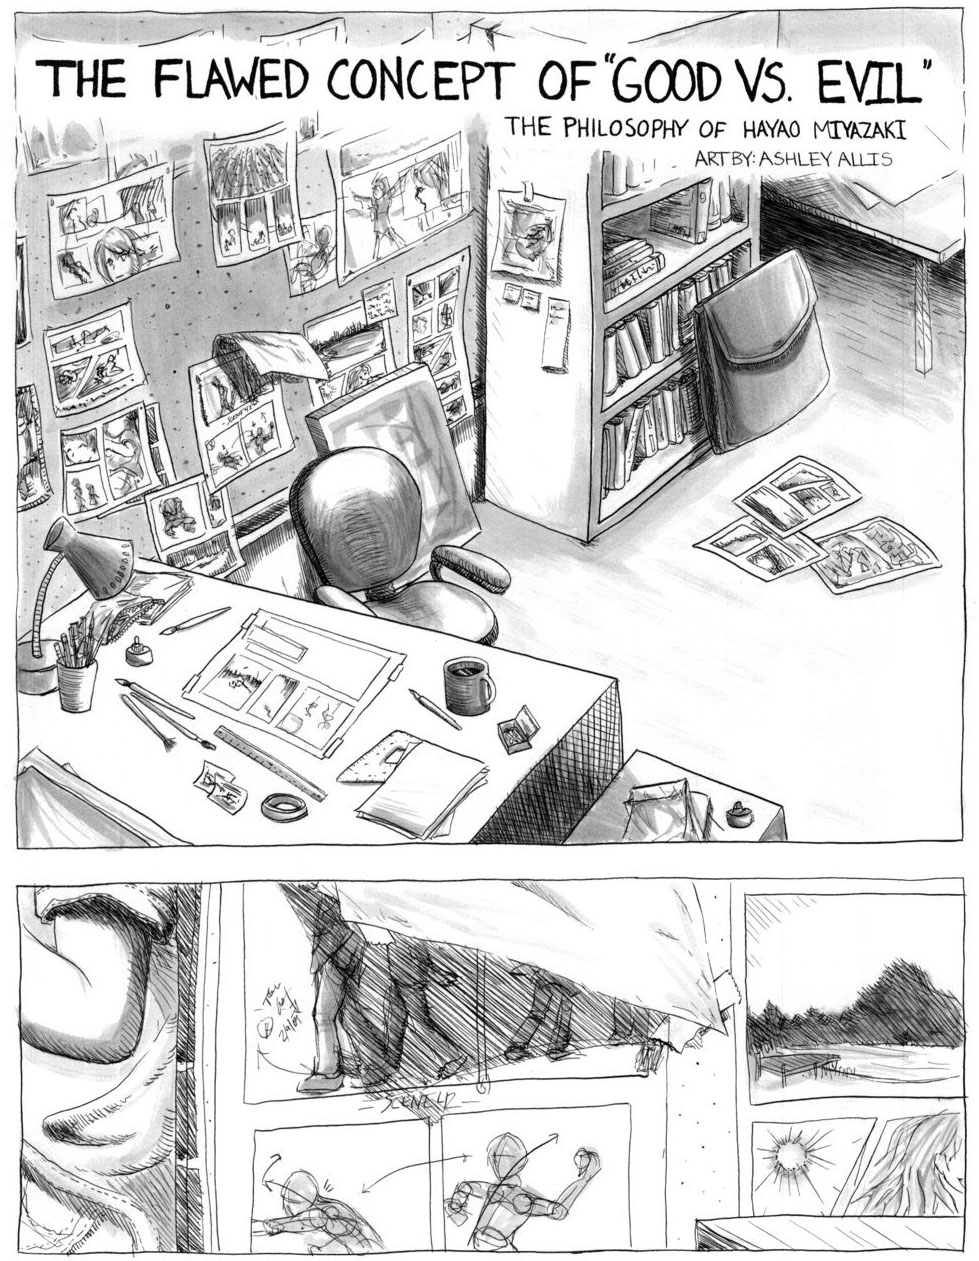 THE FLAWED CONCEPT OF "GOOD VS. EVIL"
THE PHILOSOPHY OF HAYAO MIYAZAKI
ART BY: ASHLEY ALLIS